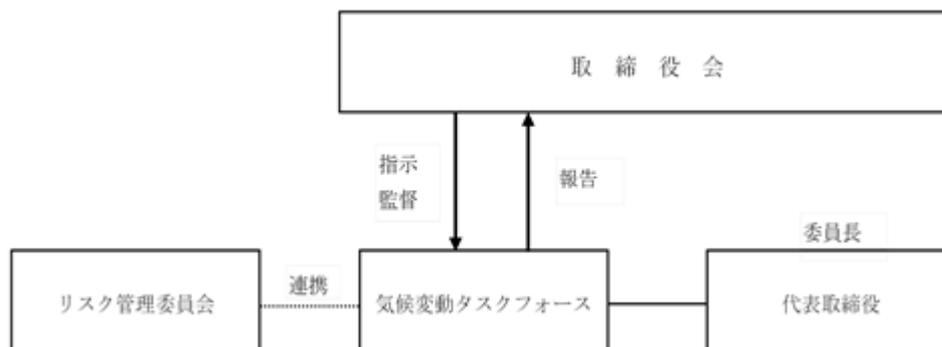 取締役会
指示
監督
報告
委員長
リスク管理委員会
連携
気候変動タスクフォース
代表取締役